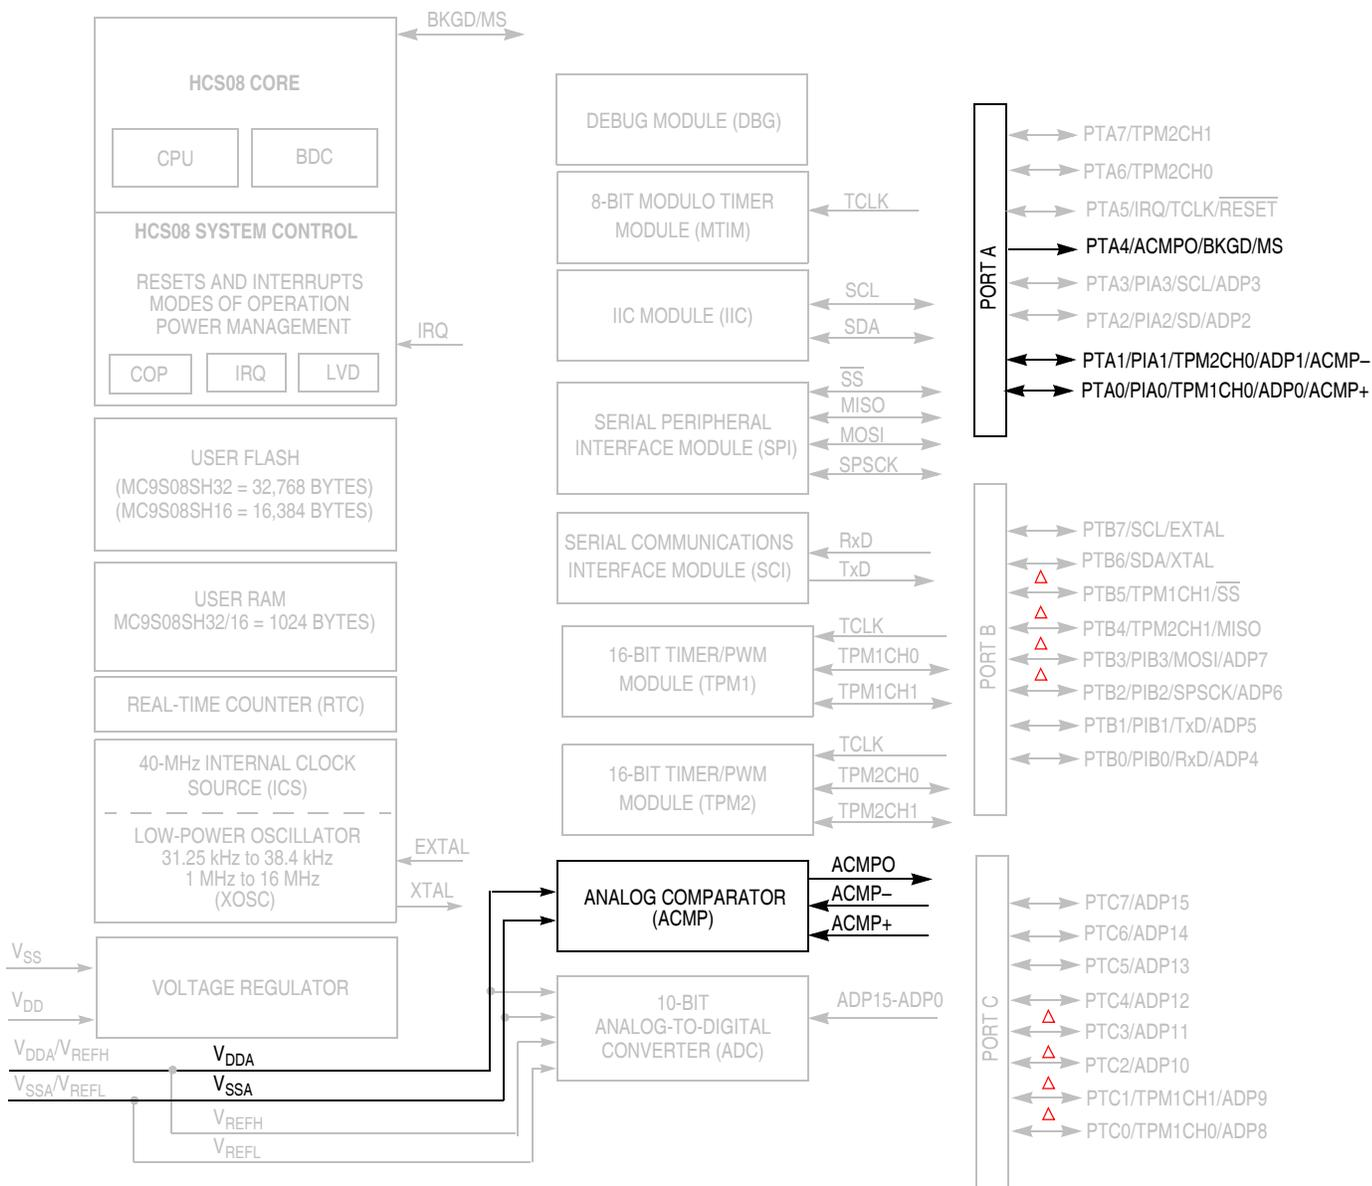 BKGD/MS
HCS08 CORE
CPU
BDC
HCS08 SYSTEM CONTROL
RESETS AND INTERRUPTS
MODES OF OPERATION
POWER MANAGEMENT
COP
IRQ
LVD
IRQ
USER FLASH
(MC9S08SH32 = 32,768 BYTES)
(MC9S08SH16 = 16,384 BYTES)
USER RAM
MC9S08SH32/16 = 1024 BYTES)
REAL-TIME COUNTER (RTC)
40-MHz INTERNAL CLOCK
SOURCE (ICS)
LOW-POWER OSCILLATOR
31.25 kHz to 38.4 kHz
1 MHz to 16 MHz
(XOSC)
EXTAL
XTAL
VSS
VDD
VOLTAGE REGULATOR
VDDA/VREFH
VDDA
VSSA/VREFL
VSSA
VREFH
VREFL
DEBUG MODULE (DBG)
8-BIT MODULO TIMER
MODULE (MTIM)
TCLK
IIC MODULE (IIC)
SCL
SDA
SERIAL PERIPHERAL
INTERFACE MODULE (SPI)
SS
MISO
MOSI
SPSCK
SERIAL COMMUNICATIONS
INTERFACE MODULE (SCI)
RxD
TxD
16-BIT TIMER/PWM
MODULE (TPM1)
TCLK
TPM1CH0
TPM1CH1
16-BIT TIMER/PWM
MODULE (TPM2)
TCLK
TPM2CH0
TPM2CH1
ANALOG COMPARATOR
(ACMP)
ACMPO
ACMP–
ACMP+
10-BIT
ANALOG-TO-DIGITAL
CONVERTER (ADC)
ADP15-ADP0
PORT A
PTA7/TPM2CH1
PTA6/TPM2CH0
PTA5/IRQ/TCLK/RESET
PTA4/ACMPO/BKGD/MS
PTA3/PIA3/SCL/ADP3
PTA2/PIA2/SD/ADP2
PTA1/PIA1/TPM2CH0/ADP1/ACMP–
PTA0/PIA0/TPM1CH0/ADP0/ACMP+
PORT B
PTB7/SCL/EXTAL
PTB6/SDA/XTAL
PTB5/TPM1CH1/SS
PTB4/TPM2CH1/MISO
PTB3/PIB3/MOSI/ADP7
PTB2/PIB2/SPSCK/ADP6
PTB1/PIB1/TxD/ADP5
PTB0/PIB0/RxD/ADP4
PORT C
PTC7/ADP15
PTC6/ADP14
PTC5/ADP13
PTC4/ADP12
PTC3/ADP11
PTC2/ADP10
PTC1/TPM1CH1/ADP9
PTC0/TPM1CH0/ADP8